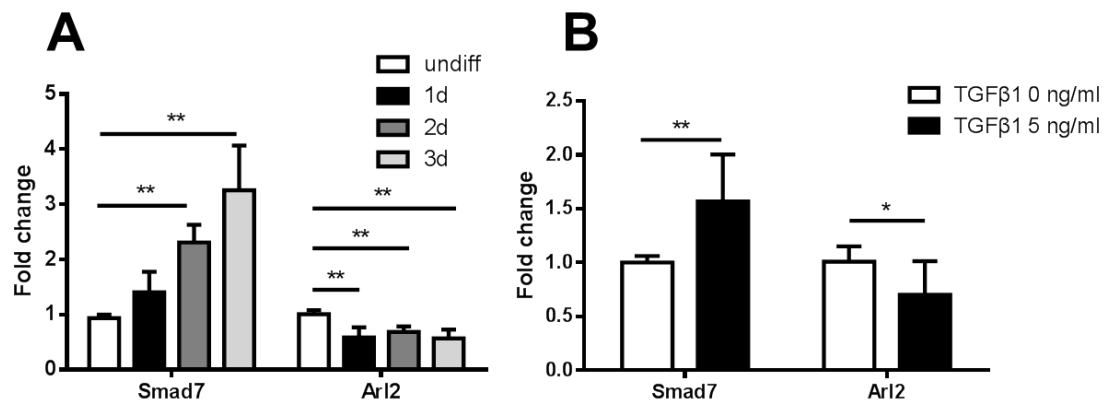 A
undiff
1d
2d
3d
Fold change
5
4
3
2
1
0
**
**
**
**
**
Smad7
Arl2
B
TGFβ1 0 ng/ml
TGFβ1 5 ng/ml
Fold change
2.5
2.0
1.5
1.0
0.5
0.0
**
*
Smad7
Arl2